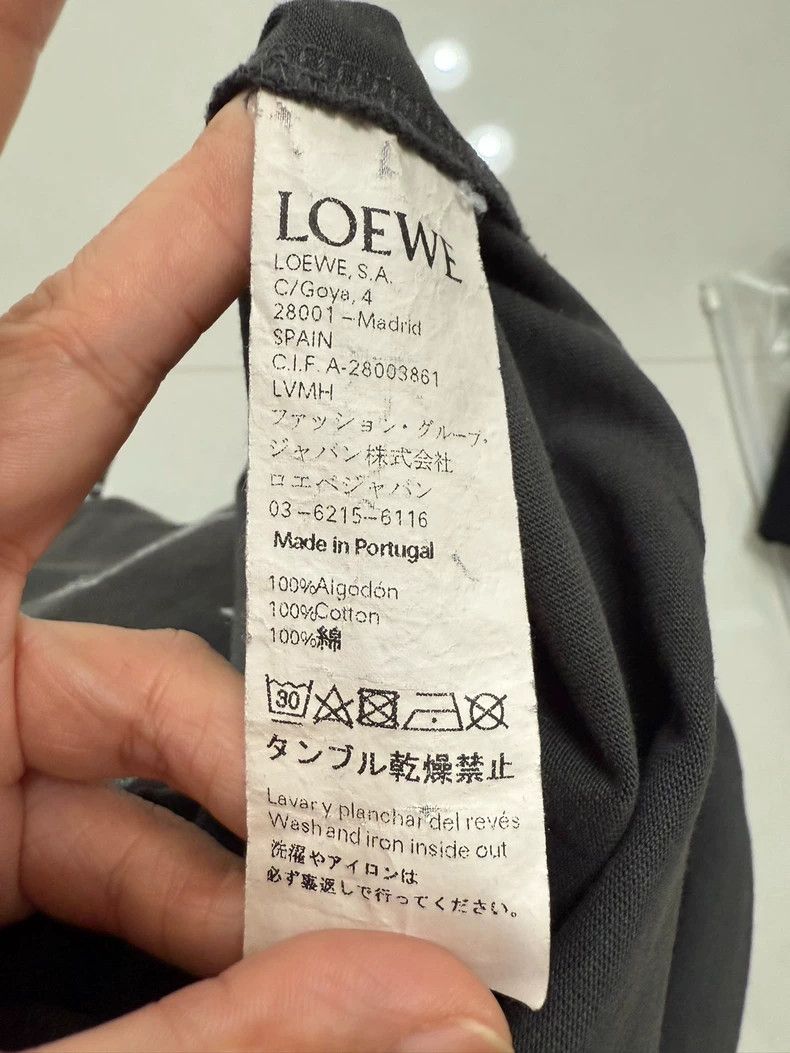 LOEWE
LOEWE, S.A.
C/Goya, 4
28001 – Madrid
SPAIN
C.I.F. A-28003861
LVMH
ファッション・グループ・
ジャパン株式会社
ロエベジャパン
03-6215-6116
Made in Portugal
100%Algodón
100%Cotton
100%綿
30
タンブル乾燥禁止
Lavar y planchar del revés
Wash and iron inside out
洗濯やアイロンは
必ず裏返しで行ってください。